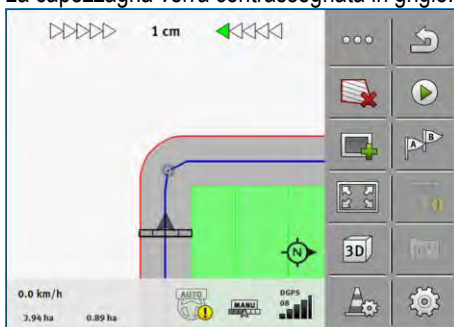 La capezzagna verrà contrassegnata in grigio.
1 cm
A B
3D
N
0.0 km/h
3.94 ha 0.89 ha
AUTO
MANU
DGPS
08